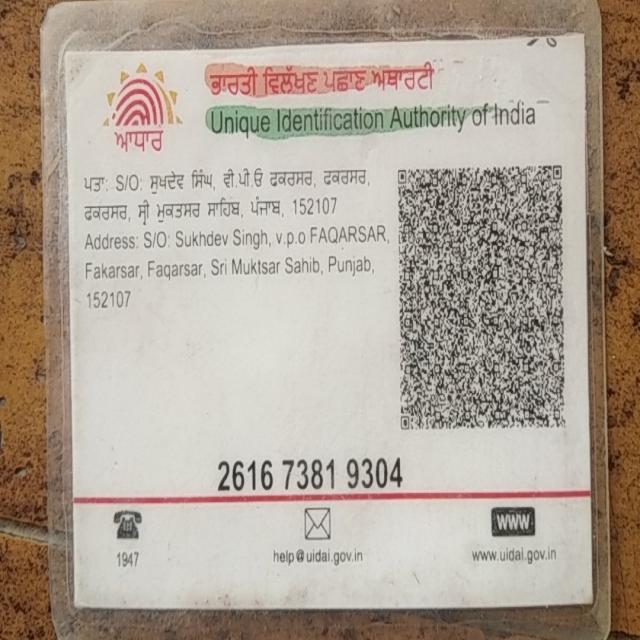 ਭਾਰਤੀ ਵਿਲੱਖਣ ਪਛਾਣ ਅਥਾਰਟੀ
Unique Identification Authority of India
ਆਧਾਰ
ਪਤਾ: S/O: ਸੁਖਦੇਵ ਸਿੰਘ, ਵੀ.ਪੀ.ਓ ਫਕਰਸਰ, ਫਕਰਸਰ,
ਫਕਰਸਰ, ਸ੍ਰੀ ਮੁਕਤਸਰ ਸਾਹਿਬ, ਪੰਜਾਬ, 152107
Address: S/O: Sukhdev Singh, v.p.o FAQARSAR,
Fakarsar, Faqarsar, Sri Muktsar Sahib, Punjab,
152107
2616 7381 9304
1947
help@uidai.gov.in
WWW
www.uidai.gov.in